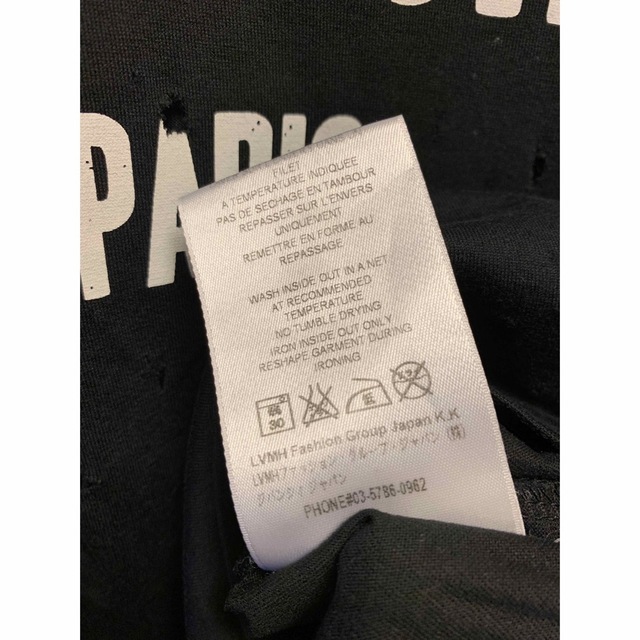 PARIS
FILET
A TEMPERATURE INDIQUEE
PAS DE SECHAGE EN TAMBOUR
REPASSER SUR L'ENVERS
UNIQUEMENT
REMETTRE EN FORME AU
REPASSAGE
WASH INSIDE OUT IN A NET
AT RECOMMENDED
TEMPERATURE
NO TUMBLE DRYING
IRON INSIDE OUT ONLY
RESHAPE GARMENT DURING
IRONING
弱
30
低
LVMH Fashion Group Japan K.K
LVMHファッション・グループ・ジャパン (株)
ジバンシィ ジャパン
PHONE#03-5786-0962